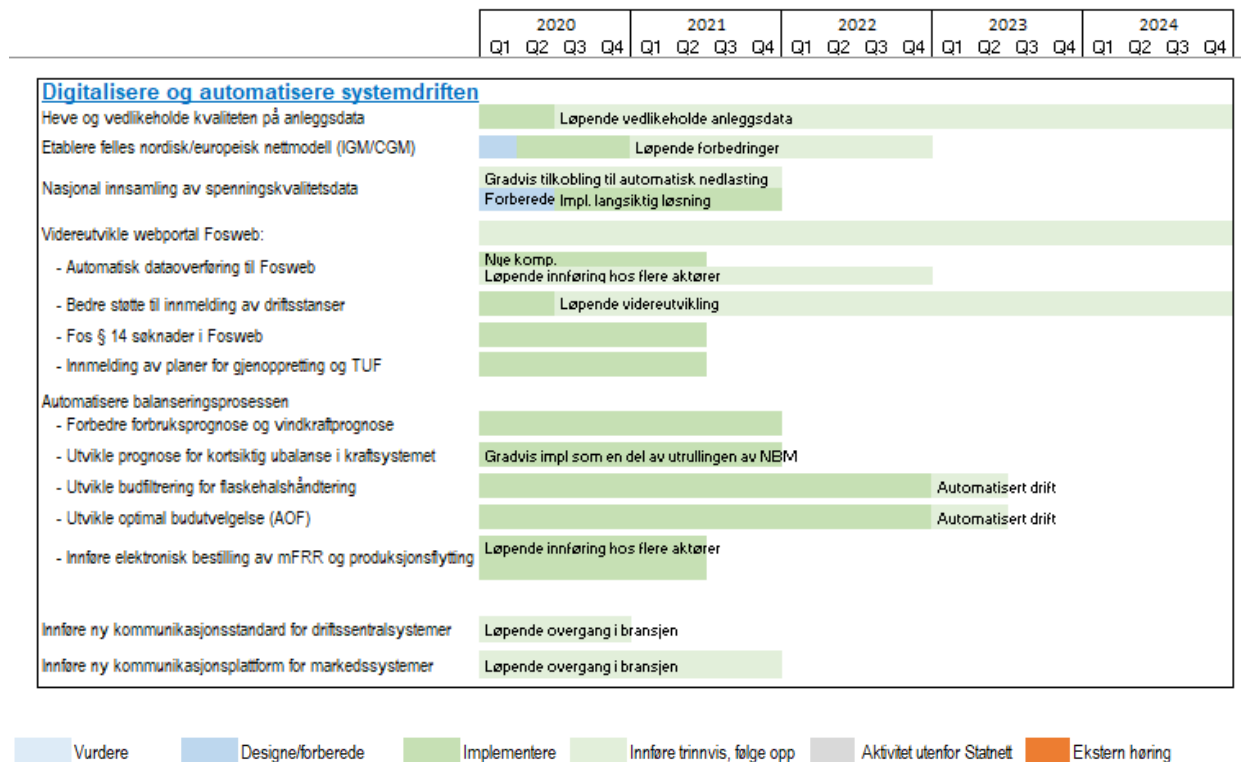 2020 2021 2022 2023 2024
Q1 Q2 Q3 Q4 Q1 Q2 Q3 Q4 Q1 Q2 Q3 Q4 Q1 Q2 Q3 Q4 Q1 Q2 Q3 Q4
Digitalisere og automatisere systemdriften
Heve og vedlikeholde kvaliteten på anleggsdata
Løpende vedlikeholde anleggsdata
Etablere felles nordisk/europeisk nettmodell (IGM/CGM)
Løpende forbedringer
Nasjonal innsamling av spenningskvalitetsdata
Gradvis tilkobling til automatisk nedlasting
Forberede Impl. langsiktig løsning
Videreutvikle webportal Fosweb:
- Automatisk dataoverføring til Fosweb
Nye komp.
Løpende innføring hos flere aktører
- Bedre støtte til innmelding av driftsstanser
Løpende videreutvikling
- Fos § 14 søknader i Fosweb
- Innmelding av planer for gjenoppretting og TUF
Automatisere balanseringsprosessen
- Forbedre forbruksprognose og vindkraftprognose
- Utvikle prognose for kortsiktig ubalanse i kraftsystemet
Gradvis impl som en del av utrullingen av NBM
- Utvikle budfiltrering for flaskehalshåndtering
Automatisert drift
- Utvikle optimal budutvelgelse (AOF)
Automatisert drift
- Innføre elektronisk bestilling av mFRR og produksjonsflytting
Løpende innføring hos flere aktører
Innføre ny kommunikasjonsstandard for driftssentralsystemer
Løpende overgang i bransjen
Innføre ny kommunikasjonsplattform for markedssystemer
Løpende overgang i bransjen
Vurdere Designe/forberede Implementere Innføre trinnvis, følge opp Aktivitet utenfor Statnett Ekstern høring